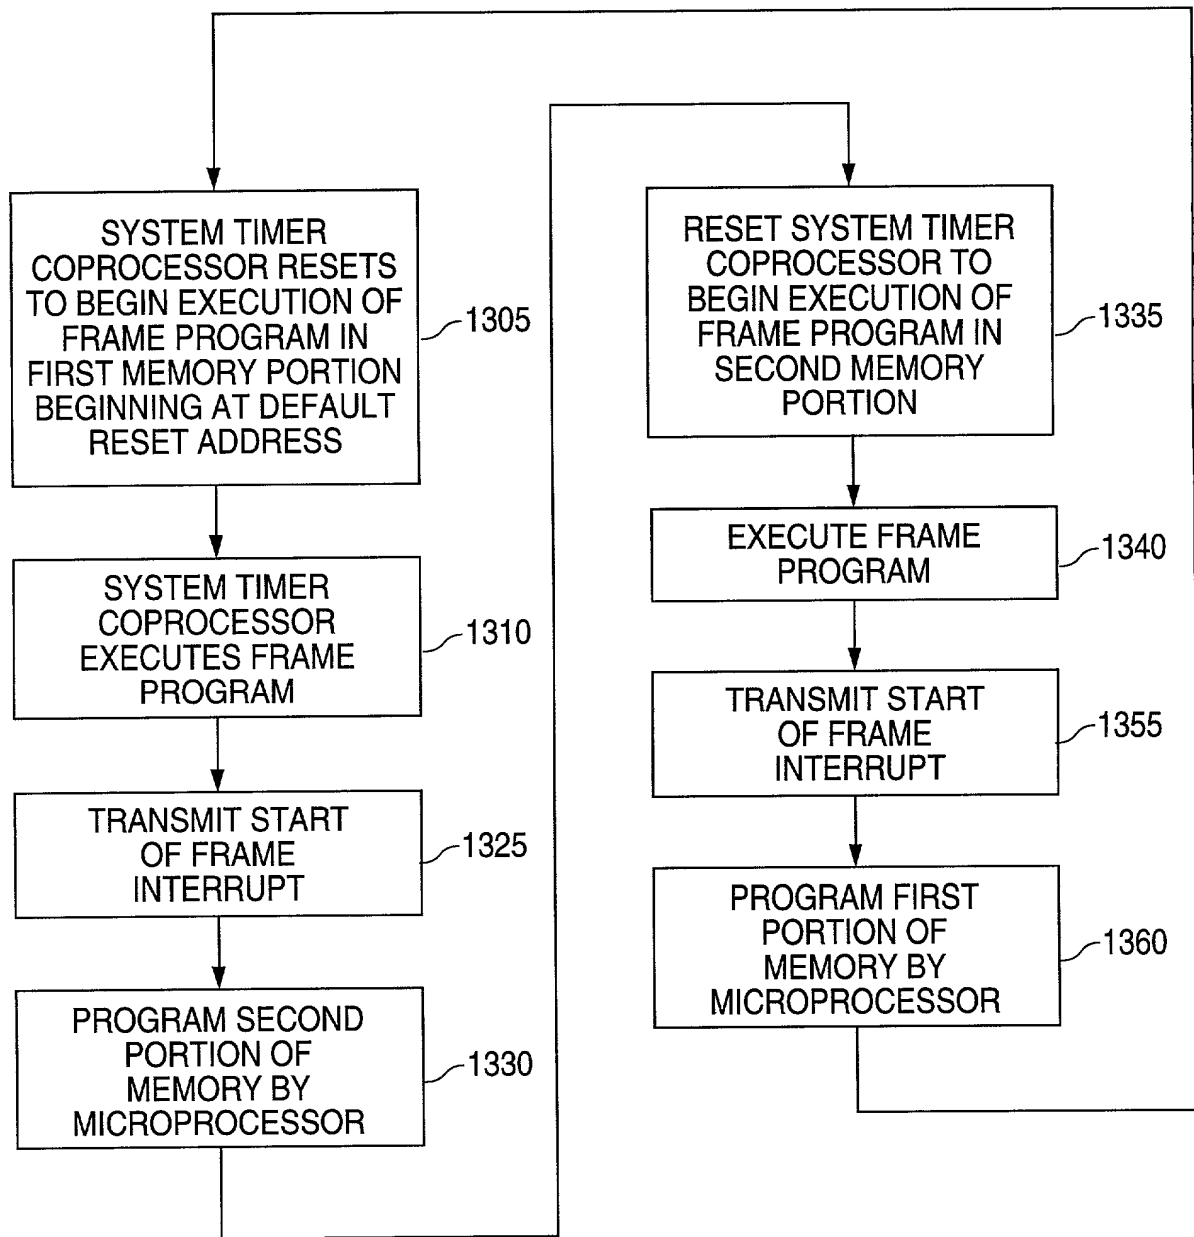 SYSTEM TIMER
COPROCESSOR RESETS
TO BEGIN EXECUTION OF
FRAME PROGRAM IN
FIRST MEMORY PORTION
BEGINNING AT DEFAULT
RESET ADDRESS
1305
SYSTEM TIMER
COPROCESSOR
EXECUTES FRAME
PROGRAM
1310
TRANSMIT START
OF FRAME
INTERRUPT
1325
PROGRAM SECOND
PORTION OF
MEMORY BY
MICROPROCESSOR
1330
RESET SYSTEM TIMER
COPROCESSOR TO
BEGIN EXECUTION OF
FRAME PROGRAM IN
SECOND MEMORY
PORTION
1335
EXECUTE FRAME
PROGRAM
1340
TRANSMIT START
OF FRAME
INTERRUPT
1355
PROGRAM FIRST
PORTION OF
MEMORY BY
MICROPROCESSOR
1360